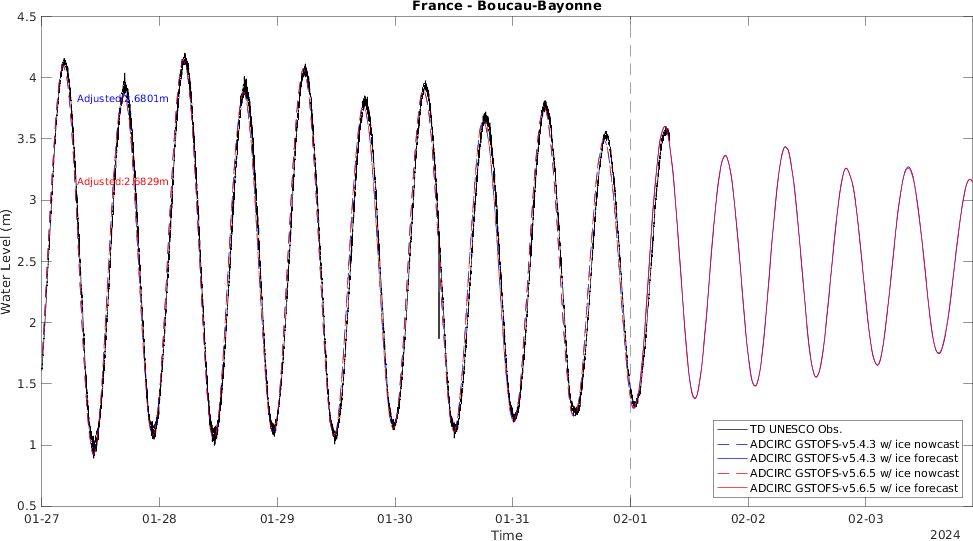 France - Boucau-Bayonne
4.5
4
3.5
3
2.5
2
1.5
1
0.5
Water Level (m)
Adjusted:2.6801m
Adjusted:2.6829m
TD UNESCO Obs.
ADCIRC GSTOFS-v5.4.3 w/ ice nowcast
ADCIRC GSTOFS-v5.4.3 w/ ice forecast
ADCIRC GSTOFS-v5.6.5 w/ ice nowcast
ADCIRC GSTOFS-v5.6.5 w/ ice forecast
01-27 01-28 01-29 01-30 01-31 02-01 02-02 02-03
Time
2024